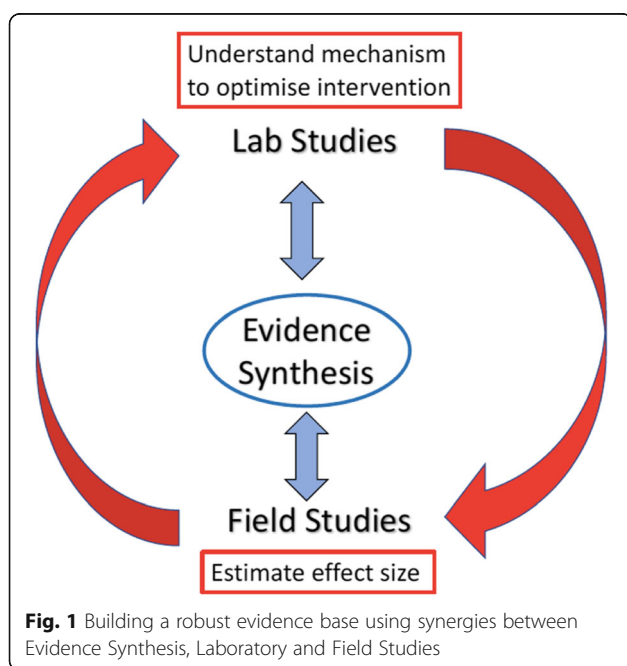 Understand mechanism
to optimise intervention
Lab Studies
Evidence
Synthesis
Field Studies
Estimate effect size
Fig. 1 Building a robust evidence base using synergies between
Evidence Synthesis, Laboratory and Field Studies